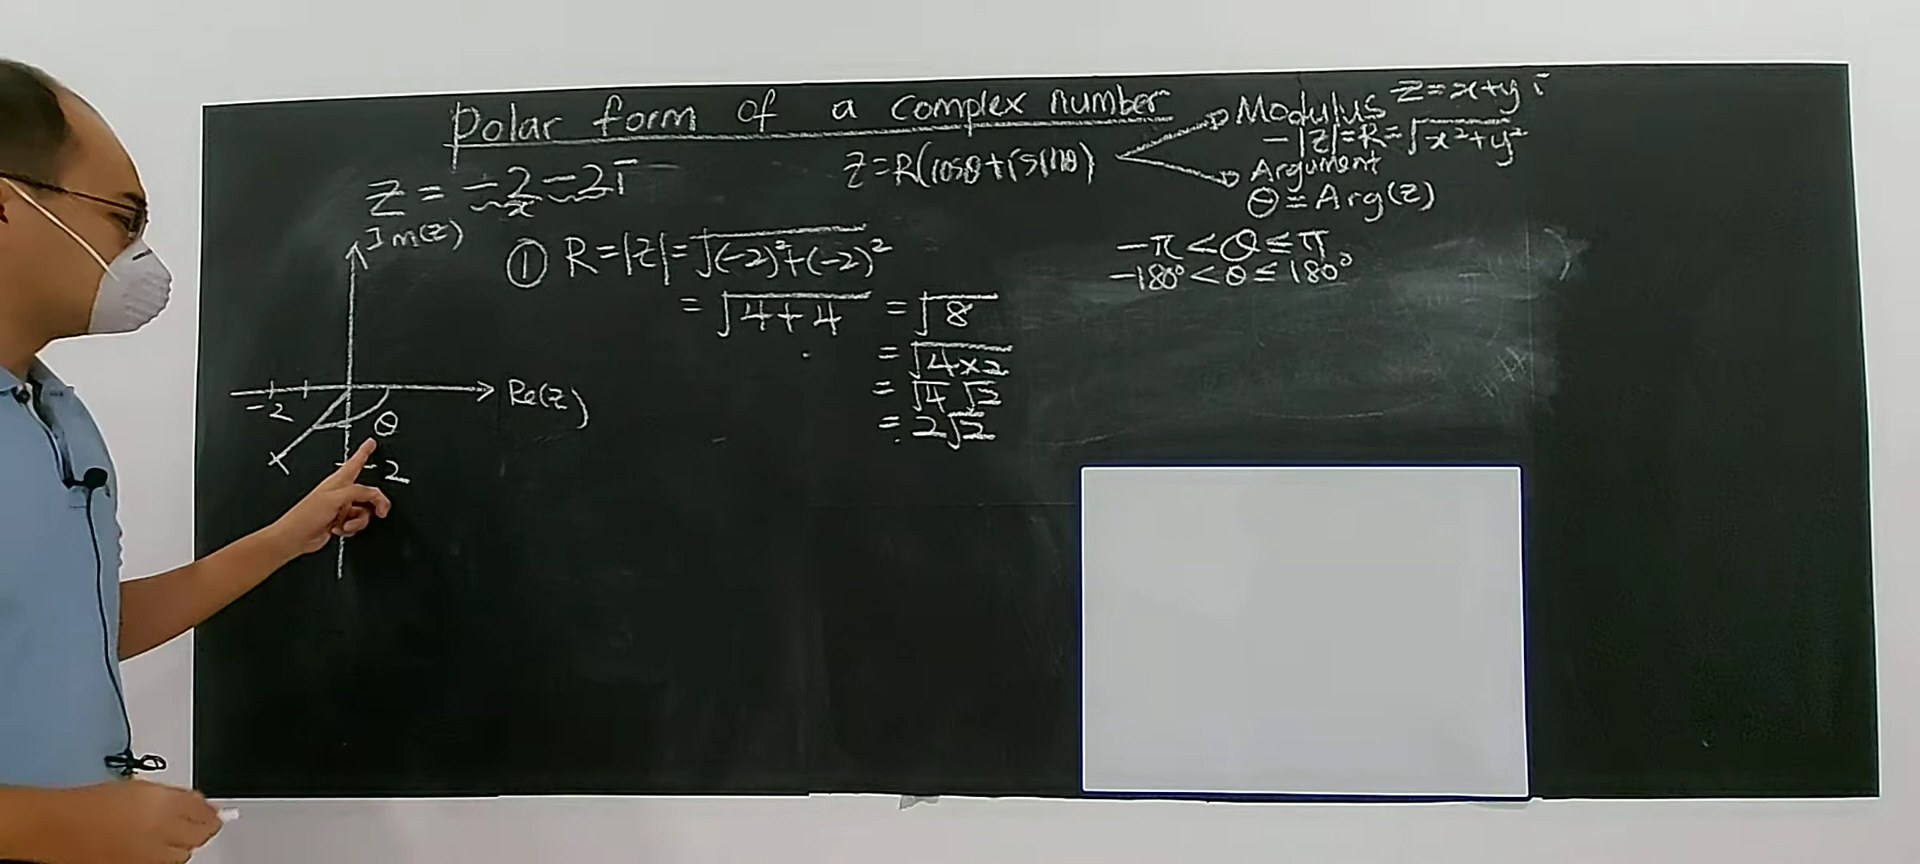 Polar form of a complex number
Modulus z=x+yi
-|z|=R=√x²+y²
z=R(cosθ+isinθ)
Argument
θ=Arg(z)
z=-2-2i
x
Im(z)
① R=|z|=√(-2)²+(-2)²
-π<θ≤π
-180°<θ≤180°
=√4+4 =√8
=√4×2
=√4 √2
=2√2
Re(z)
-2
θ
-2